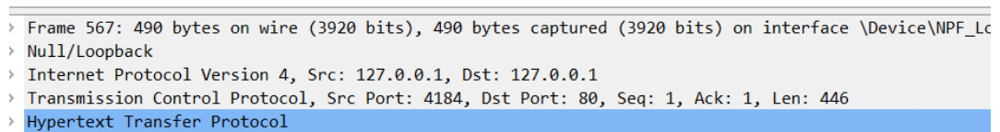 Frame 567: 490 bytes on wire (3920 bits), 490 bytes captured (3920 bits) on interface \Device\NPF_Lo
Null/Loopback
Internet Protocol Version 4, Src: 127.0.0.1, Dst: 127.0.0.1
Transmission Control Protocol, Src Port: 4184, Dst Port: 80, Seq: 1, Ack: 1, Len: 446
Hypertext Transfer Protocol